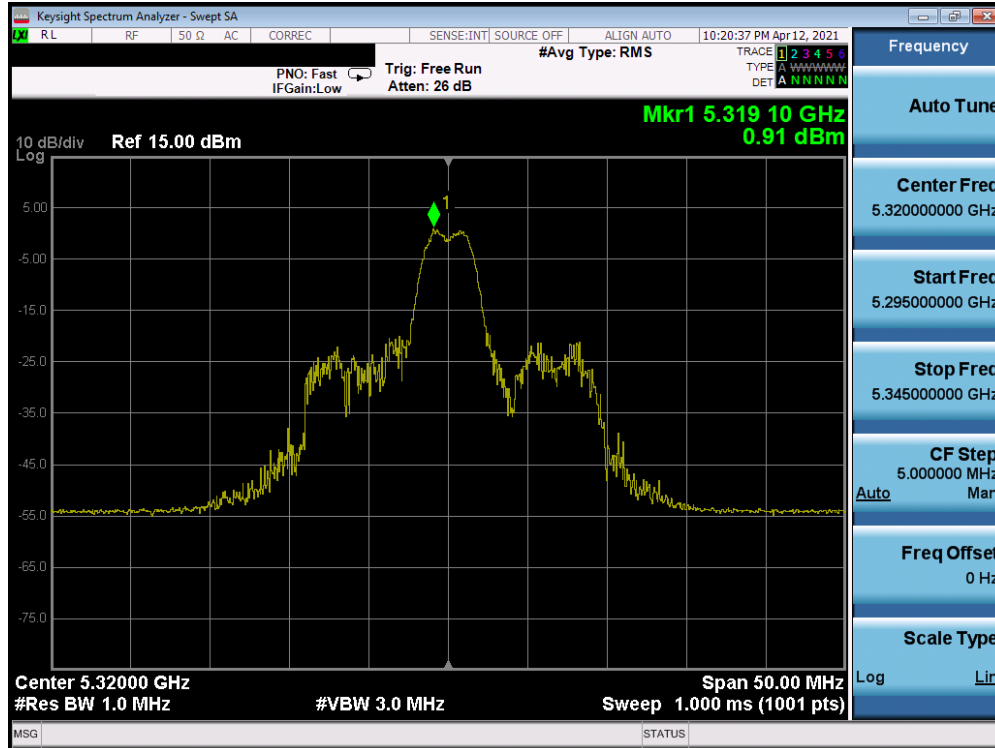 Keysight Spectrum Analyzer - Swept SA
LXI RL RF 50 Ω AC CORREC SENSE:INT SOURCE OFF ALIGN AUTO 10:20:37 PM Apr 12, 2021
PNO: Fast
IFGain:Low
Trig: Free Run
Atten: 26 dB
#Avg Type: RMS
TRACE 1 2 3 4 5 6
TYPE A WWWWW
DET A N N N N N
Mkr1 5.319 10 GHz
0.91 dBm
10 dB/div Ref 15.00 dBm
Log
1
5.00
-5.00
-15.0
-25.0
-35.0
-45.0
-55.0
-65.0
-75.0
Center 5.32000 GHz Span 50.00 MHz
#Res BW 1.0 MHz #VBW 3.0 MHz Sweep 1.000 ms (1001 pts)
MSG STATUS
Frequency
Auto Tune
Center Freq
5.320000000 GHz
Start Freq
5.295000000 GHz
Stop Freq
5.345000000 GHz
CF Step
5.000000 MHz
Auto Man
Freq Offset
0 Hz
Scale Type
Log Lin